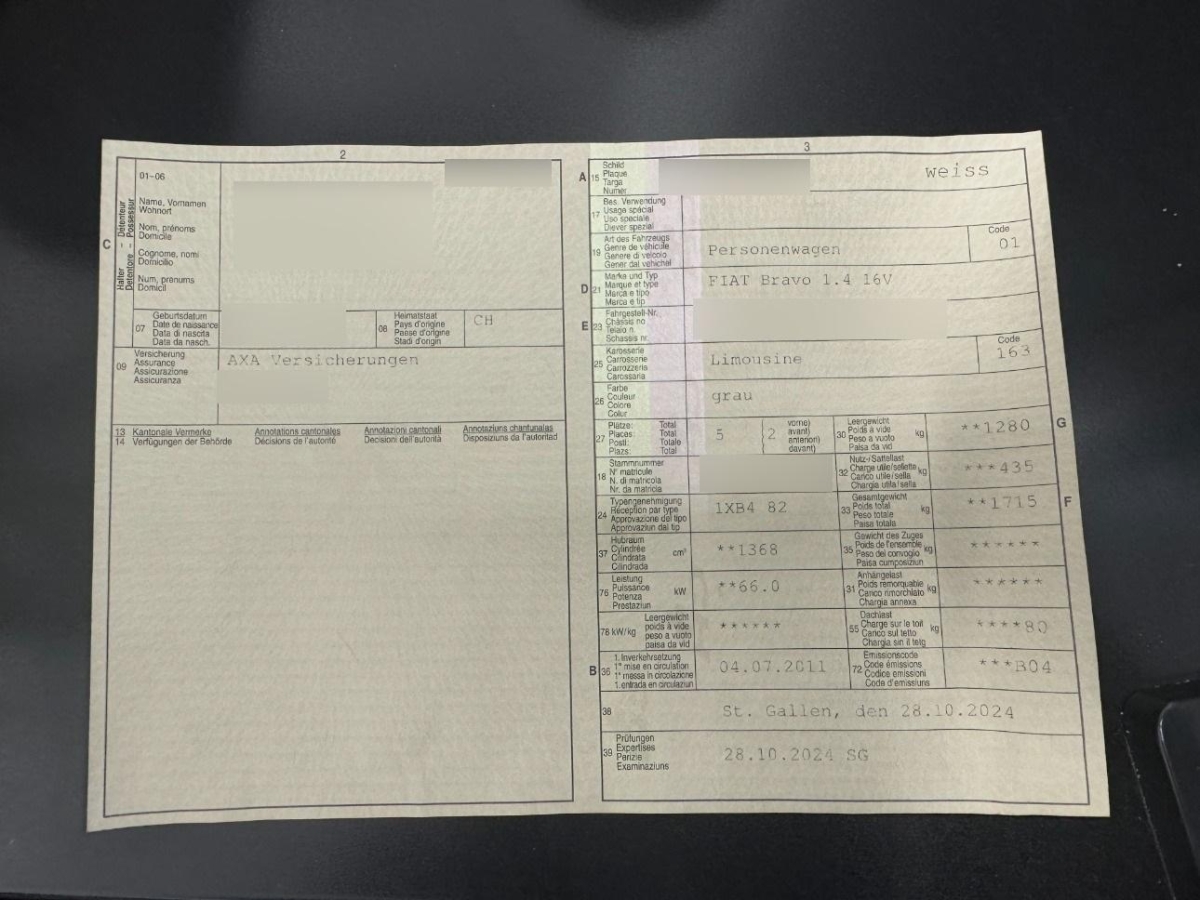 2
01-06
C
Halter – Détenteur
Detentore – Possessur
Name, Vornamen
Wohnort
Nom, prénoms
Domicile
Cognome, nomi
Domicilio
Num, prenums
Domicil
07
Geburtsdatum
Date de naissance
Data di nascita
Data da nasch.
08
Heimatstaat
Pays d'origine
Paese d'origine
Stadi d'origin
CH
09
Versicherung
Assurance
Assicurazione
Assicuranza
AXA Versicherungen
13 Kantonale Vermerke Annotations cantonales Annotazioni cantonali Annotaziuns chantunalas
14 Verfügungen der Behörde Décisions de l'autorité Decisioni dell'autorità Disposiziuns da l'autoritad
3
A 15
Schild
Plaque
Targa
Numer
weiss
17
Bes. Verwendung
Usage spécial
Uso speciale
Diever spezial
19
Art des Fahrzeugs
Genre de véhicule
Genere di veicolo
Gener dal vehichel
Personenwagen
Code
01
D 21
Marke und Typ
Marque et type
Marca e tipo
Marca e tip
FIAT Bravo 1.4 16V
E 23
Fahrgestell-Nr.
Châssis no
Telaio n.
Schassis nr.
25
Karosserie
Carrosserie
Carrozzeria
Carossaria
Limousine
Code
163
26
Farbe
Couleur
Colore
Colur
grau
27
Plätze: Total
Places: Total
Posti: Totale
Plazs: Total
5
2
vorne)
avant)
anteriori)
davant)
30
Leergewicht
Poids à vide
Peso a vuoto
Paisa da vid
kg
**1280
G
18
Stammnummer
N° matricule
N. di matricola
Nr. da matricla
32
Nutz-/Sattellast
Charge utile/sellette
Carico utile/sella
Chargia utila/sella
kg
***435
24
Typengenehmigung
Réception par type
Approvazione del tipo
Approvaziun dal tip
1XB4 82
33
Gesamtgewicht
Poids total
Peso totale
Paisa totala
kg
**1715
F
37
Hubraum
Cylindrée
Cilindrata
Cilindrada
cm³
**1368
35
Gewicht des Zuges
Poids de l'ensemble
Peso del convoglio
Paisa cumposiziun
kg
******
76
Leistung
Puissance
Potenza
Prestaziun
kW
**66.0
31
Anhängelast
Poids remorquable
Carico rimorchiato
Chargia annexa
kg
******
78 kW/kg
Leergewicht
poids à vide
peso a vuoto
paisa da vid
******
55
Dachlast
Charge sur le toit
Carico sul tetto
Chargia sin il tetg
kg
****80
B 36
1. Inverkehrsetzung
1re mise en circulation
1a messa in circolazione
1. entrada en circulaziun
04.07.2011
72
Emissionscode
Code émissions
Codice emissioni
Code d'emissiuns
***B04
38
St. Gallen, den 28.10.2024
39
Prüfungen
Expertises
Perizie
Examinaziuns
28.10.2024 SG